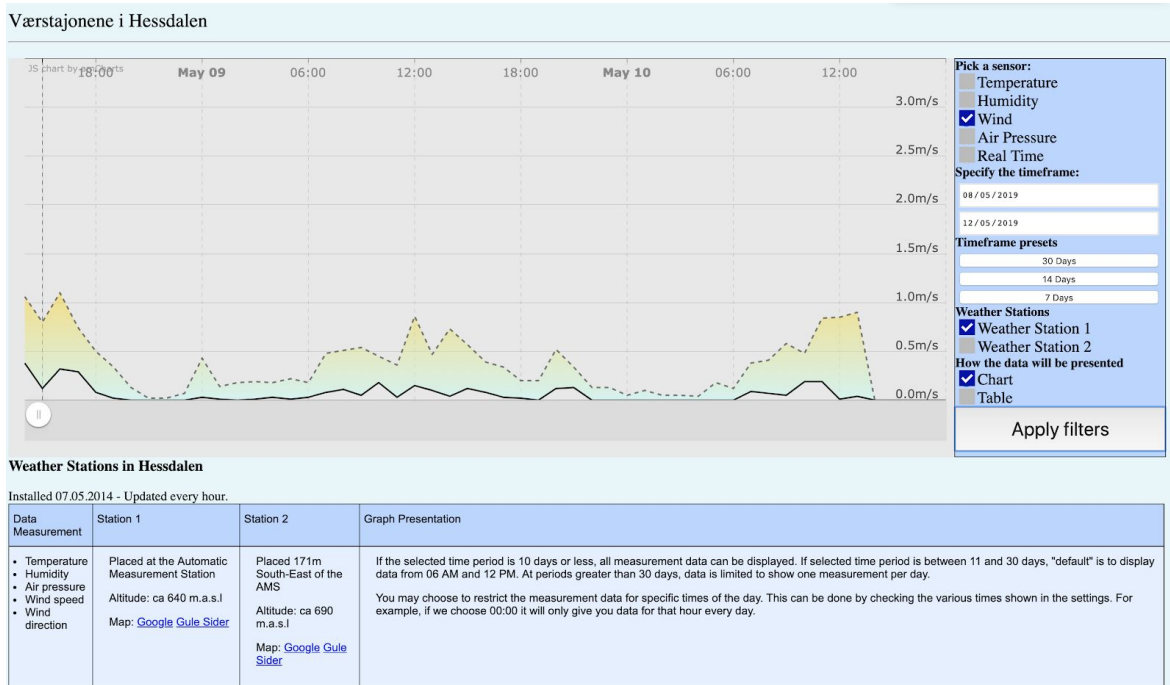 Værstajonene i Hessdalen
JS chart by amCharts
18:00 May 09 06:00 12:00 18:00 May 10 06:00 12:00
3.0m/s
2.5m/s
2.0m/s
1.5m/s
1.0m/s
0.5m/s
0.0m/s
Pick a sensor:
Temperature
Humidity
Wind
Air Pressure
Real Time
Specify the timeframe:
08/05/2019
12/05/2019
Timeframe presets
30 Days
14 Days
7 Days
Weather Stations
Weather Station 1
Weather Station 2
How the data will be presented
Chart
Table
Apply filters
Weather Stations in Hessdalen
Installed 07.05.2014 - Updated every hour.
Data
Measurement
Station 1
Station 2
Graph Presentation
• Temperature
• Humidity
• Air pressure
• Wind speed
• Wind
direction
Placed at the Automatic
Measurement Station
Altitude: ca 640 m.a.s.l
Map: Google Gule Sider
Placed 171m
South-East of the
AMS
Altitude: ca 690
m.a.s.l
Map: Google Gule
Sider
If the selected time period is 10 days or less, all measurement data can be displayed. If selected time period is between 11 and 30 days, "default" is to display
data from 06 AM and 12 PM. At periods greater than 30 days, data is limited to show one measurement per day.
You may choose to restrict the measurement data for specific times of the day. This can be done by checking the various times shown in the settings. For
example, if we choose 00:00 it will only give you data for that hour every day.